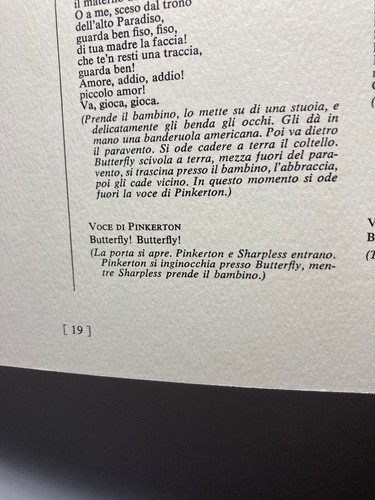 il materno
O a me, sceso dal trono
dell'alto Paradiso,
guarda ben fiso, fiso,
di tua madre la faccia!
che te'n resti una traccia,
guarda ben!
Amore, addio, addio!
piccolo amor!
Va, gioca, gioca.
(Prende il bambino, lo mette su di una stuoia, e
delicatamente gli benda gli occhi. Gli dà in
mano una banderuola americana. Poi va dietro
il paravento. Si ode cadere a terra il coltello.
Butterfly scivola a terra, mezza fuori del para-
vento, si trascina presso il bambino, l'abbraccia,
poi gli cade vicino. In questo momento si ode
fuori la voce di Pinkerton.)
VOCE DI PINKERTON
Butterfly! Butterfly!
(La porta si apre. Pinkerton e Sharpless entrano.
Pinkerton si inginocchia presso Butterfly, men-
tre Sharpless prende il bambino.)
[ 19 ]